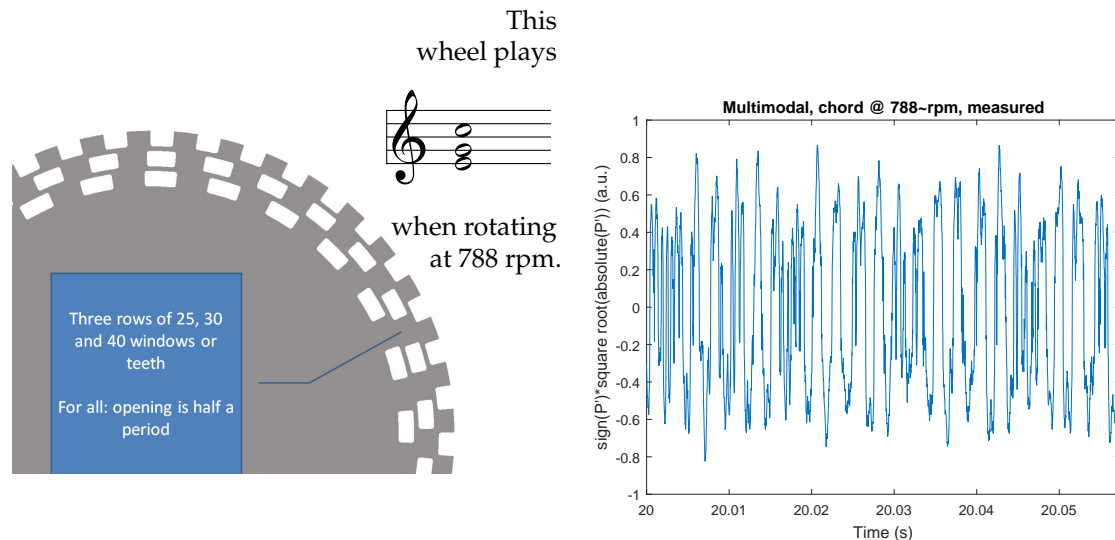 This
wheel plays
when rotating
at 788 rpm.
Three rows of 25, 30
and 40 windows or
teeth
For all: opening is half a
period
Multimodal, chord @ 788~rpm, measured
sign(P')*square root(absolute(P')) (a.u.)
1
0.8
0.6
0.4
0.2
0
-0.2
-0.4
-0.6
-0.8
-1
20
20.01
20.02
20.03
20.04
20.05
Time (s)